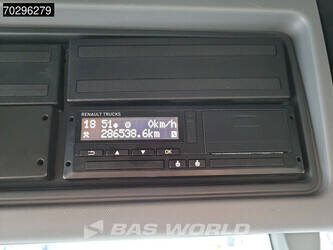 70296279
RENAULT TRUCKS
18 51 0km/h
286538.6km
OK
BAS WORLD